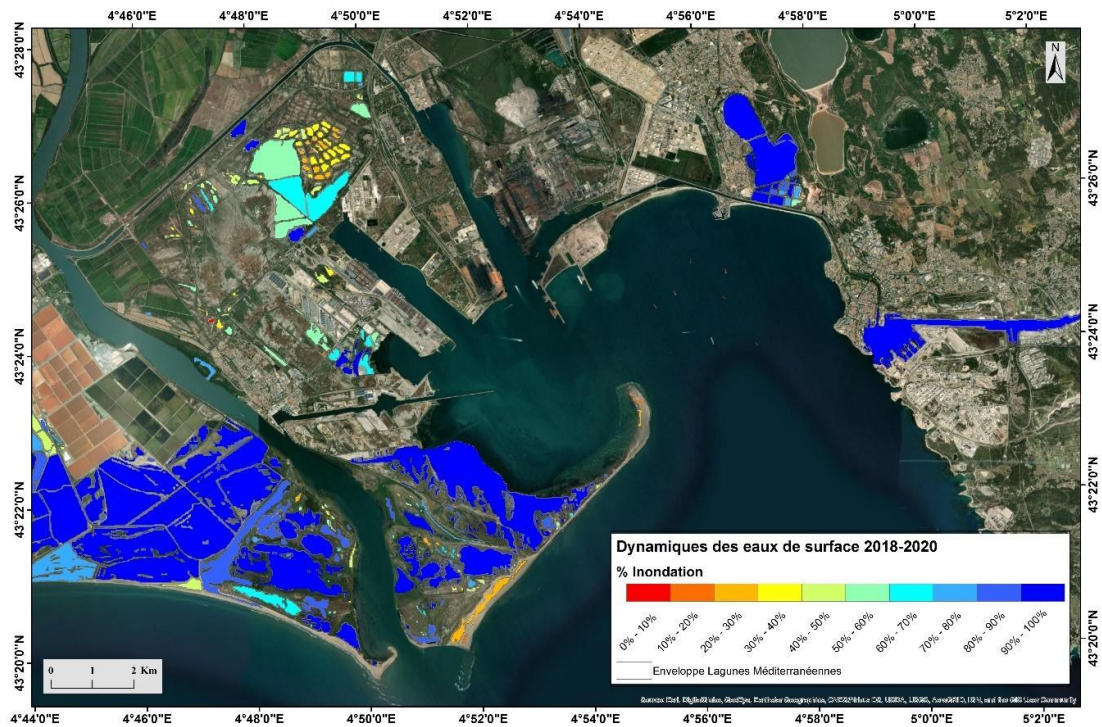 4°46'0"E 4°48'0"E 4°50'0"E 4°52'0"E 4°54'0"E 4°56'0"E 4°58'0"E 5°0'0"E 5°2'0"E
N
43°28'0"N
43°26'0"N 43°26'0"N
43°24'0"N 43°24'0"N
43°22'0"N 43°22'0"N
43°20'0"N 43°20'0"N
Dynamiques des eaux de surface 2018-2020
% Inondation
0% - 10% 10% - 20% 20% - 30% 30% - 40% 40% - 50% 50% - 60% 60% - 70% 70% - 80% 80% - 90% 90% - 100%
Enveloppe Lagunes Méditerranéennes
0 1 2 Km
4°44'0"E 4°46'0"E 4°48'0"E 4°50'0"E 4°52'0"E 4°54'0"E 4°56'0"E 4°58'0"E 5°0'0"E